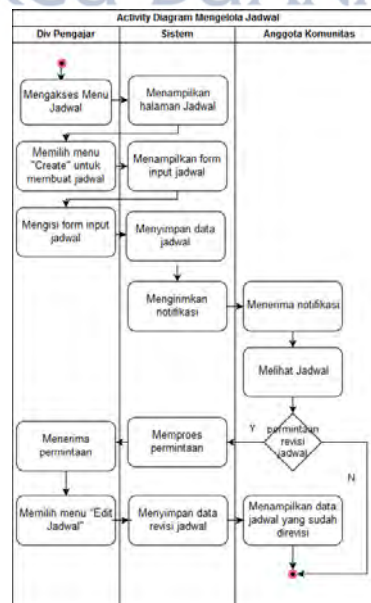 Activity Diagram Mengelola Jadwal
Div Pengajar
Sistem
Anggota Komunitas
Mengakses Menu
Jadwal
Menampilkan
halaman Jadwal
Memilih menu
"Create" untuk
membuat jadwal
Menampilkan form
input jadwal
Mengisi form input
jadwal
Menyimpan data
jadwal
Mengirimkan
notifikasi
Menerima notifikasi
Melihat Jadwal
permintaan
revisi
jadwal
Y
N
Memproes
permintaan
Menerima
permintaan
Memilih menu "Edit
Jadwal"
Menyimpan data
revisi jadwal
Menampilkan data
jadwal yang sudah
direvisi